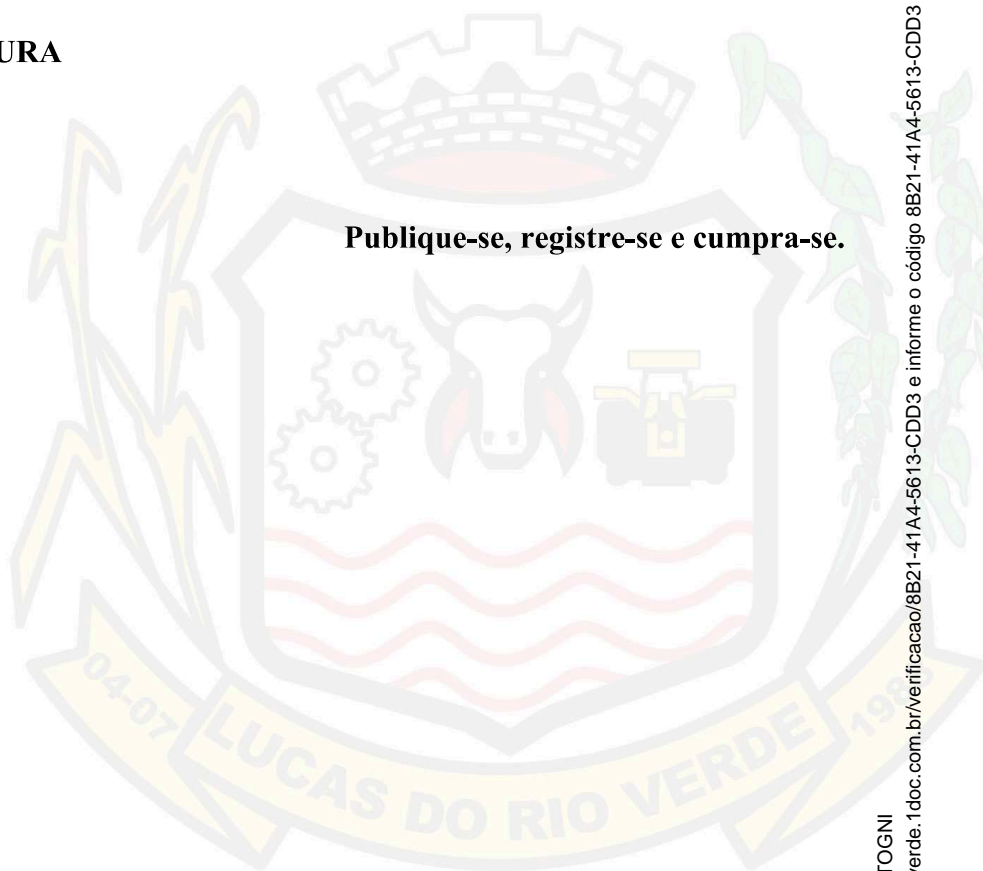 URA
Publique-se, registre-se e cumpra-se.
04-07
LUCAS DO RIO VERDE
1988
TOGNI
verde.1doc.com.br/verificacao/8B21-41A4-5613-CDD3 e informe o código 8B21-41A4-5613-CDD3